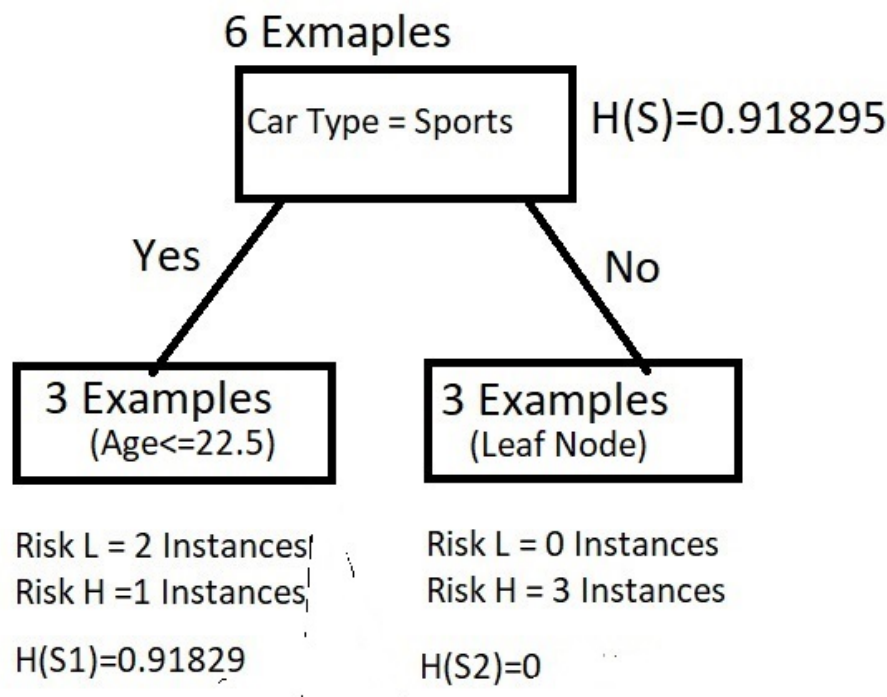 6 Exmaples
Car Type = Sports
H(S)=0.918295
Yes
No
3 Examples
(Age<=22.5)
3 Examples
(Leaf Node)
Risk L = 2 Instances
Risk H =1 Instances
H(S1)=0.91829
Risk L = 0 Instances
Risk H = 3 Instances
H(S2)=0